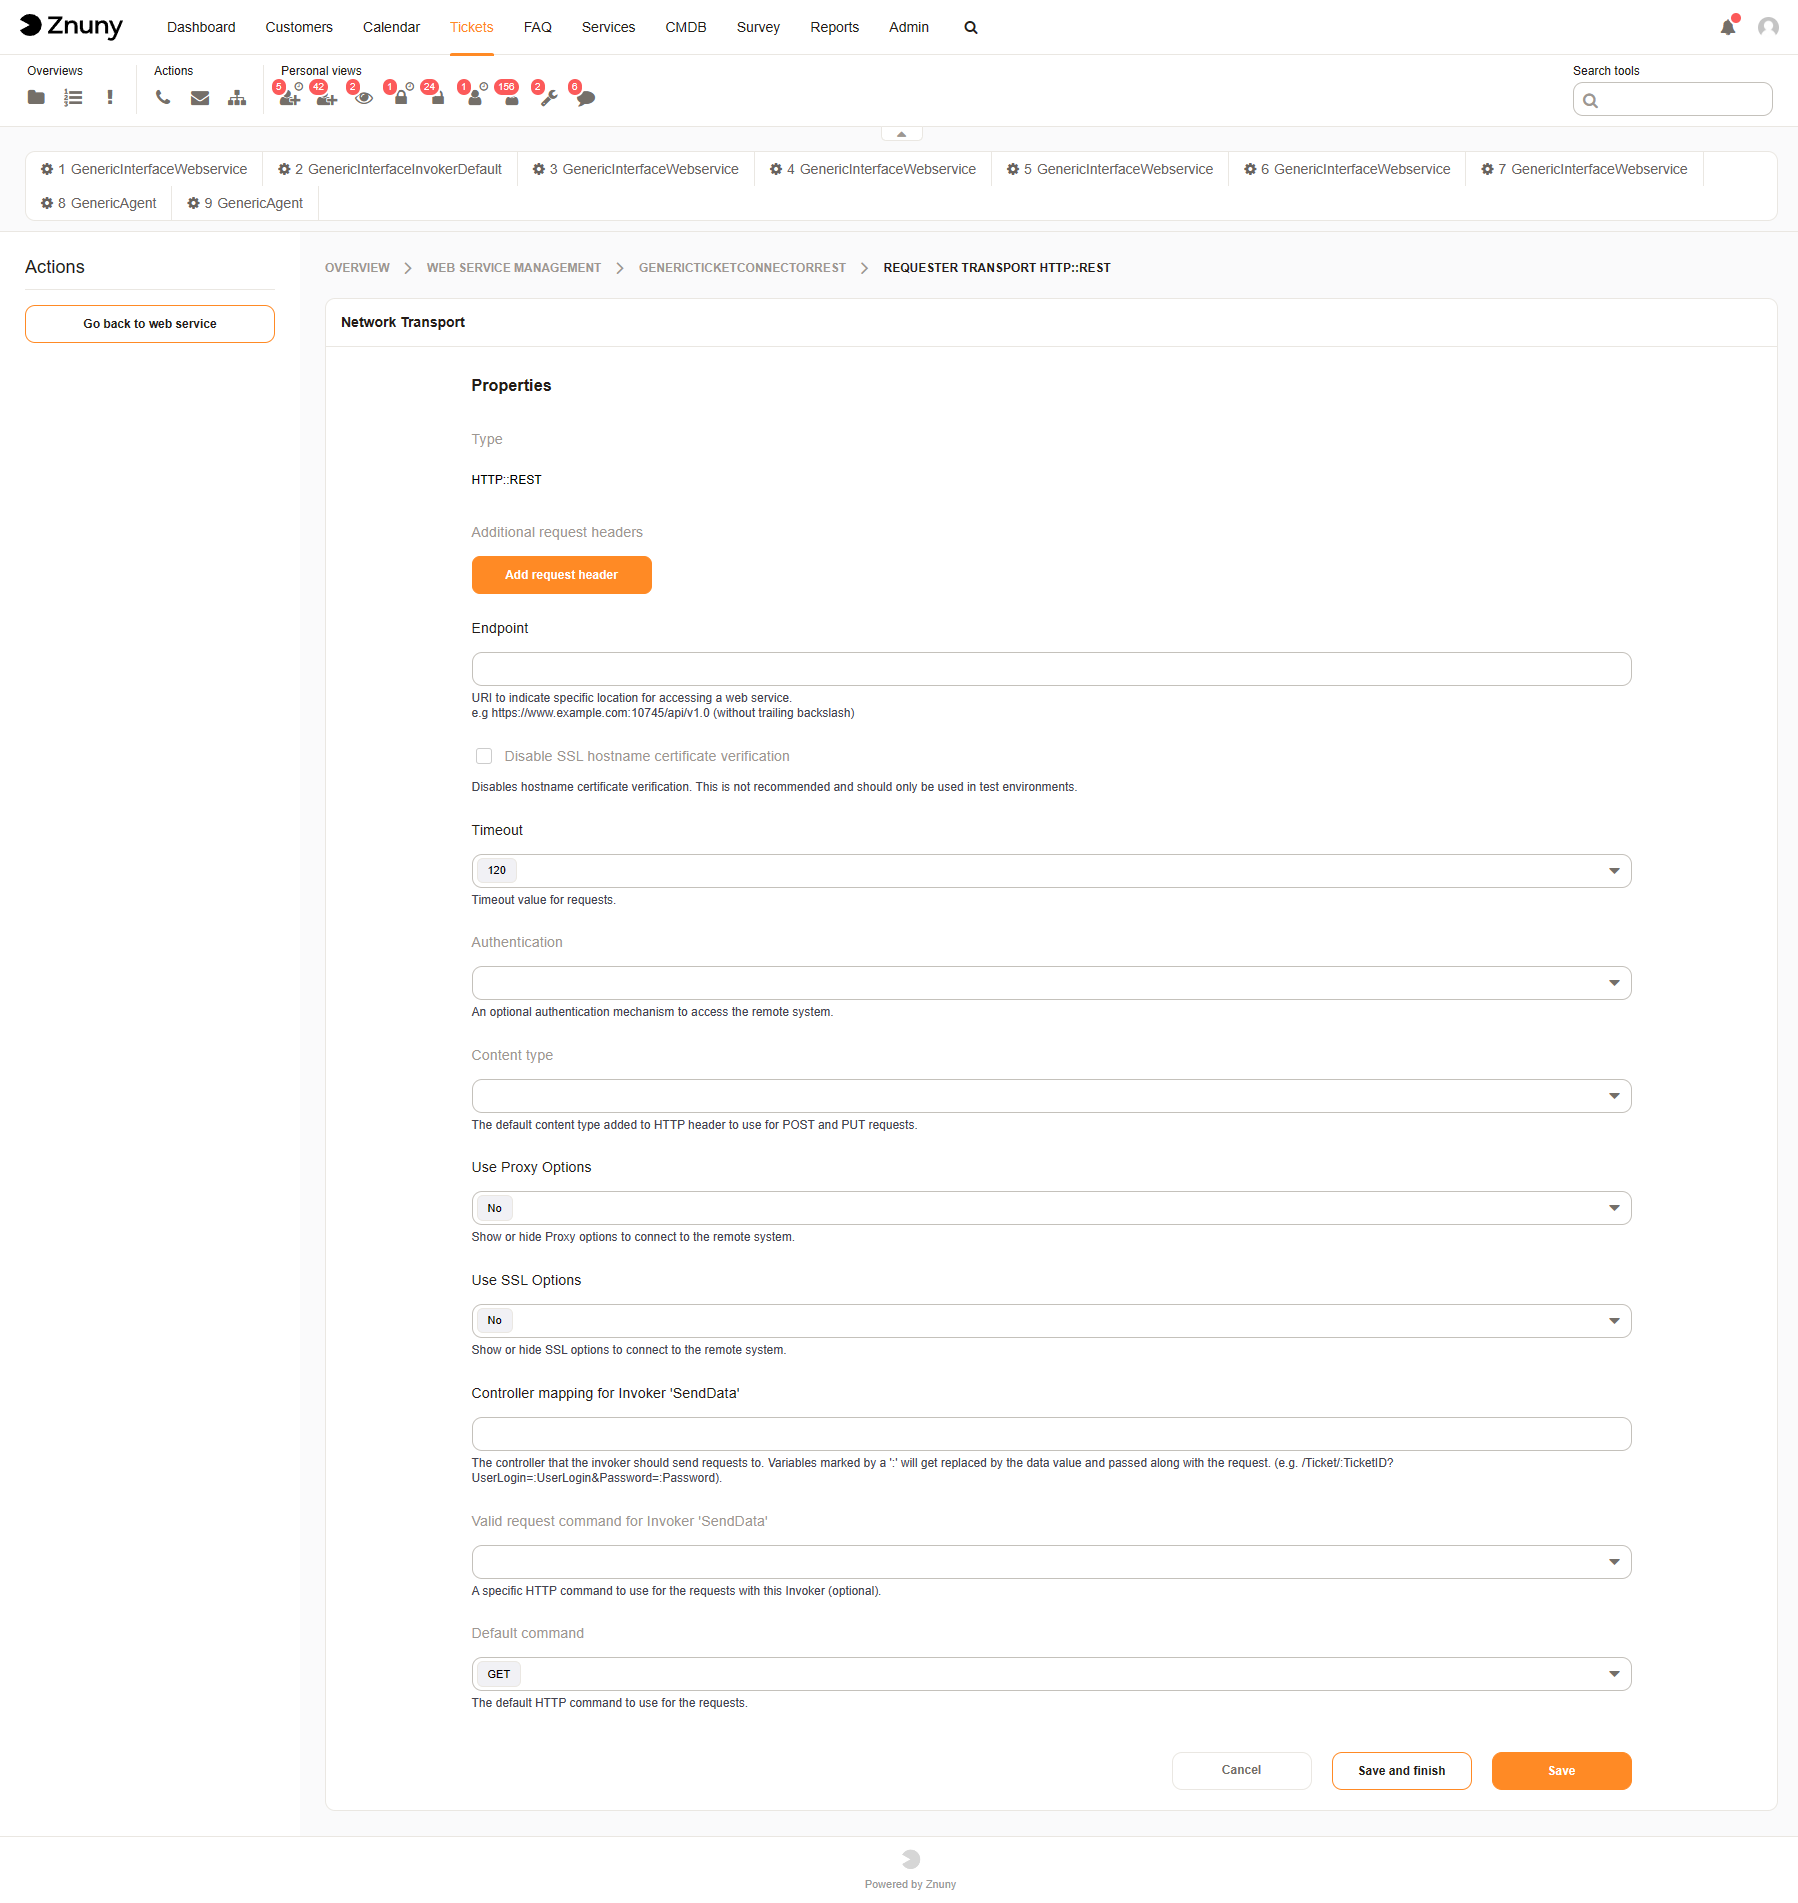 Znuny
Dashboard Customers Calendar Tickets FAQ Services CMDB Survey Reports Admin
Overviews Actions Personal views Search tools
5 42 2 1 24 1 156 2 6
1 GenericInterfaceWebservice 2 GenericInterfaceInvokerDefault 3 GenericInterfaceWebservice 4 GenericInterfaceWebservice 5 GenericInterfaceWebservice 6 GenericInterfaceWebservice 7 GenericInterfaceWebservice
8 GenericAgent 9 GenericAgent
Actions
Go back to web service
OVERVIEW WEB SERVICE MANAGEMENT GENERICTICKETCONNECTORREST REQUESTER TRANSPORT HTTP::REST
Network Transport
Properties
Type
HTTP::REST
Additional request headers
Add request header
Endpoint
URI to indicate specific location for accessing a web service.
e.g https://www.example.com:10745/api/v1.0 (without trailing backslash)
Disable SSL hostname certificate verification
Disables hostname certificate verification. This is not recommended and should only be used in test environments.
Timeout
120
Timeout value for requests.
Authentication
An optional authentication mechanism to access the remote system.
Content type
The default content type added to HTTP header to use for POST and PUT requests.
Use Proxy Options
No
Show or hide Proxy options to connect to the remote system.
Use SSL Options
No
Show or hide SSL options to connect to the remote system.
Controller mapping for Invoker 'SendData'
The controller that the invoker should send requests to. Variables marked by a ':' will get replaced by the data value and passed along with the request. (e.g. /Ticket/:TicketID?
UserLogin=:UserLogin&Password=:Password).
Valid request command for Invoker 'SendData'
A specific HTTP command to use for the requests with this Invoker (optional).
Default command
GET
The default HTTP command to use for the requests.
Cancel Save and finish Save
Powered by Znuny